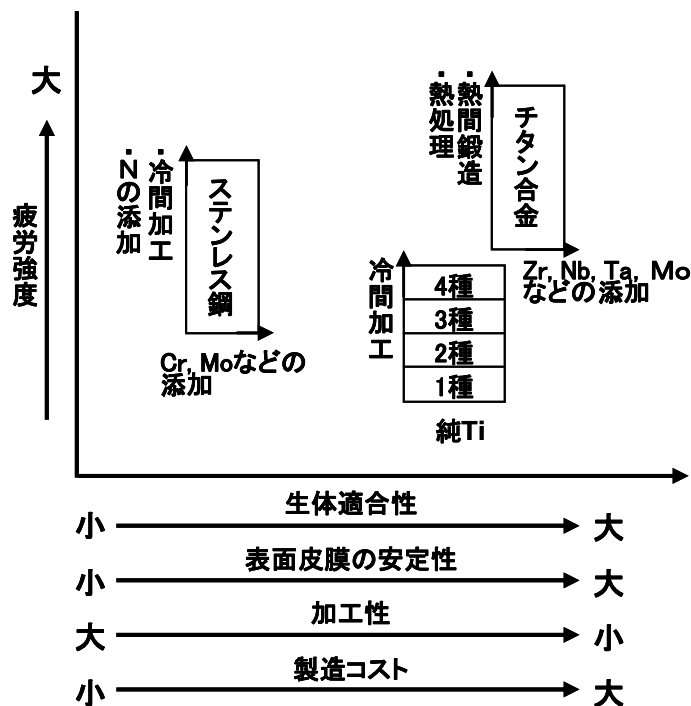 大
疲労強度
・冷間加工
・Nの添加
ステンレス鋼
Cr, Moなどの
添加
冷間加工
4種
3種
2種
1種
純Ti
・熱間鍛造
・熱処理
チタン合金
Zr, Nb, Ta, Mo
などの添加
生体適合性
小
大
表面皮膜の安定性
小
大
加工性
大
小
製造コスト
小
大